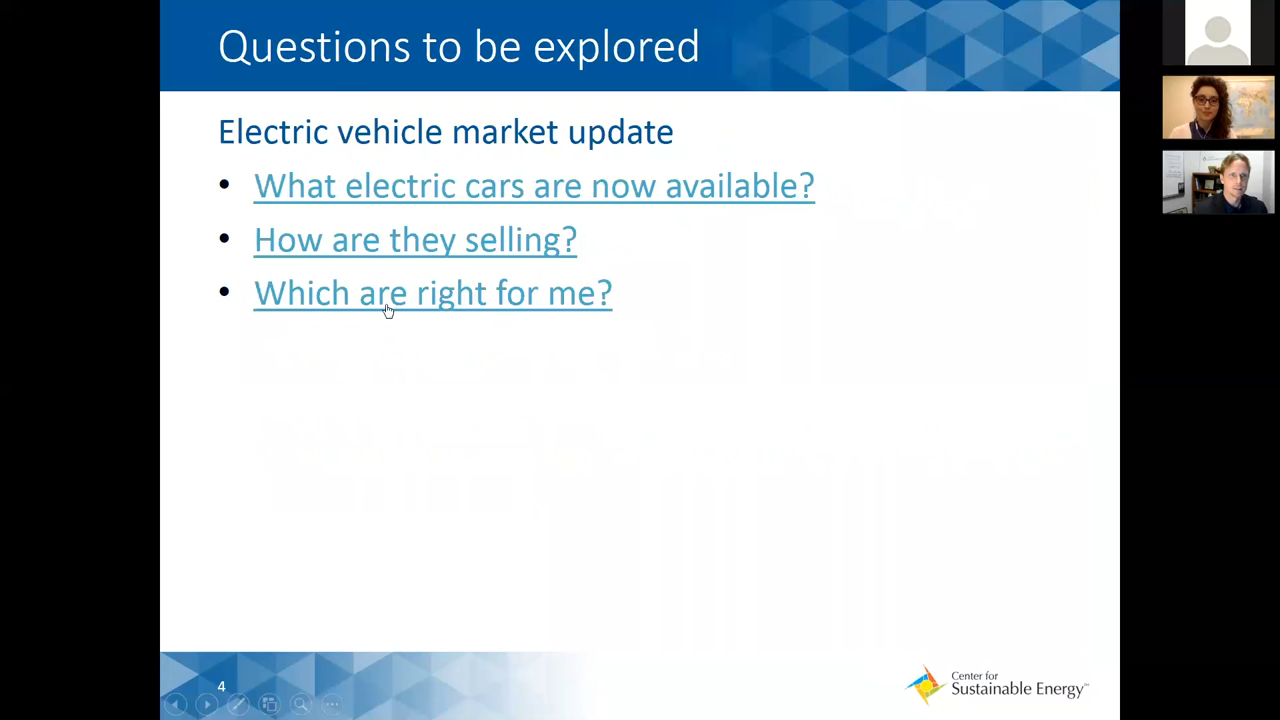 Questions to be explored
Electric vehicle market update
• What electric cars are now available?
• How are they selling?
• Which are right for me?
4
Center for
Sustainable Energy™